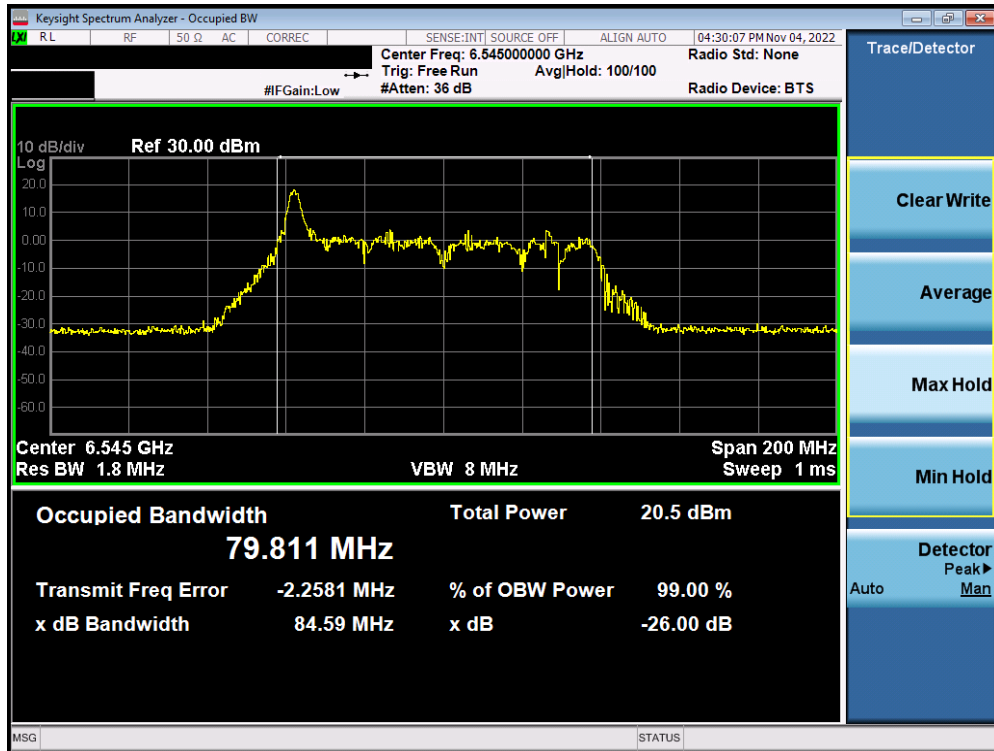 Keysight Spectrum Analyzer - Occupied BW
LXI RL RF 50 Ω AC CORREC SENSE:INT SOURCE OFF ALIGN AUTO 04:30:07 PM Nov 04, 2022
Center Freq: 6.545000000 GHz Radio Std: None
Trig: Free Run Avg|Hold: 100/100
#IFGain:Low #Atten: 36 dB Radio Device: BTS
Trace/Detector
10 dB/div Ref 30.00 dBm
Log
20.0
10.0
0.00
-10.0
-20.0
-30.0
-40.0
-50.0
-60.0
Center 6.545 GHz Span 200 MHz
Res BW 1.8 MHz VBW 8 MHz Sweep 1 ms
Occupied Bandwidth Total Power 20.5 dBm
79.811 MHz
Transmit Freq Error -2.2581 MHz % of OBW Power 99.00 %
x dB Bandwidth 84.59 MHz x dB -26.00 dB
Clear Write
Average
Max Hold
Min Hold
Detector
Peak▶
Auto Man
MSG STATUS